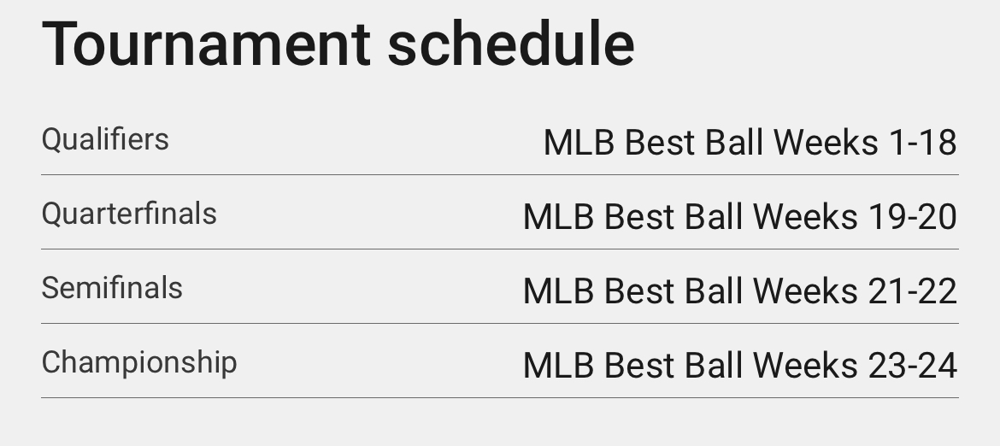 Tournament schedule
Qualifiers MLB Best Ball Weeks 1-18
Quarterfinals MLB Best Ball Weeks 19-20
Semifinals MLB Best Ball Weeks 21-22
Championship MLB Best Ball Weeks 23-24